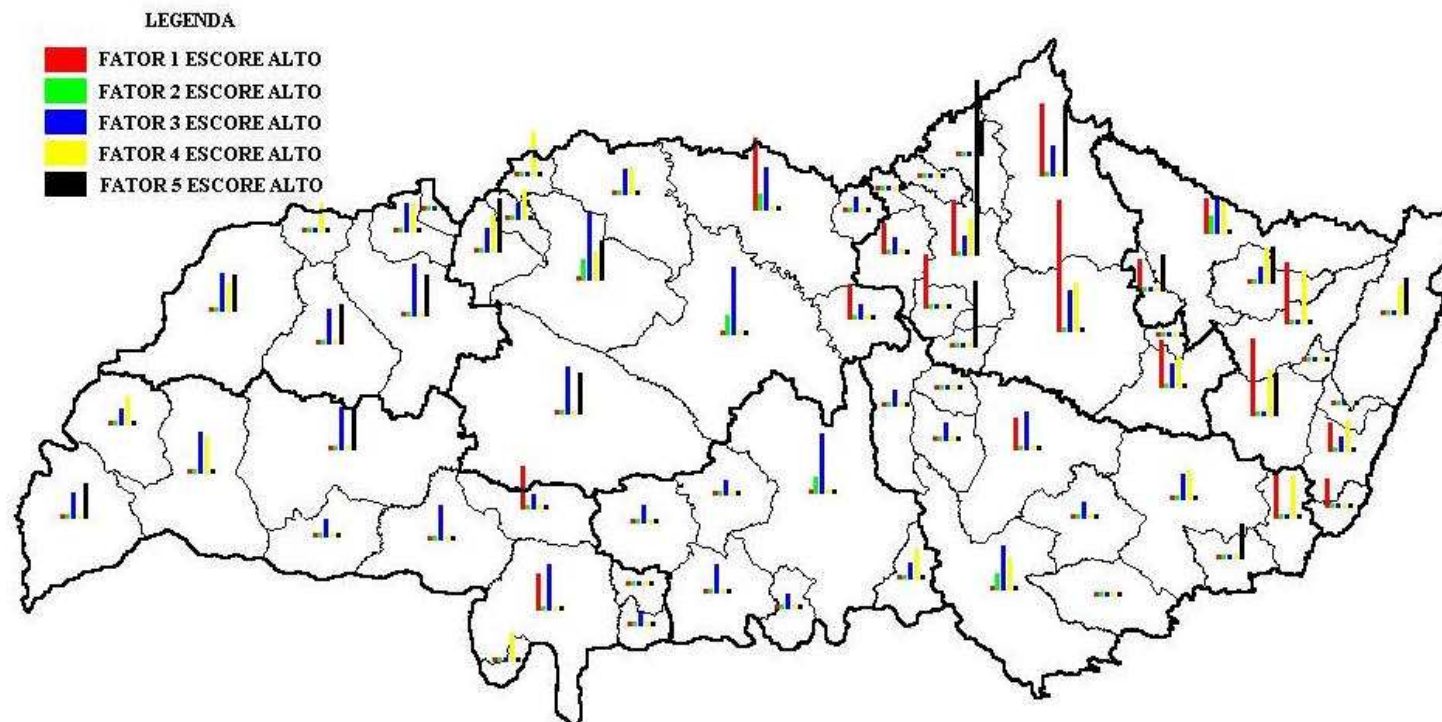 LEGENDA
FATOR 1 ESCORE ALTO
FATOR 2 ESCORE ALTO
FATOR 3 ESCORE ALTO
FATOR 4 ESCORE ALTO
FATOR 5 ESCORE ALTO